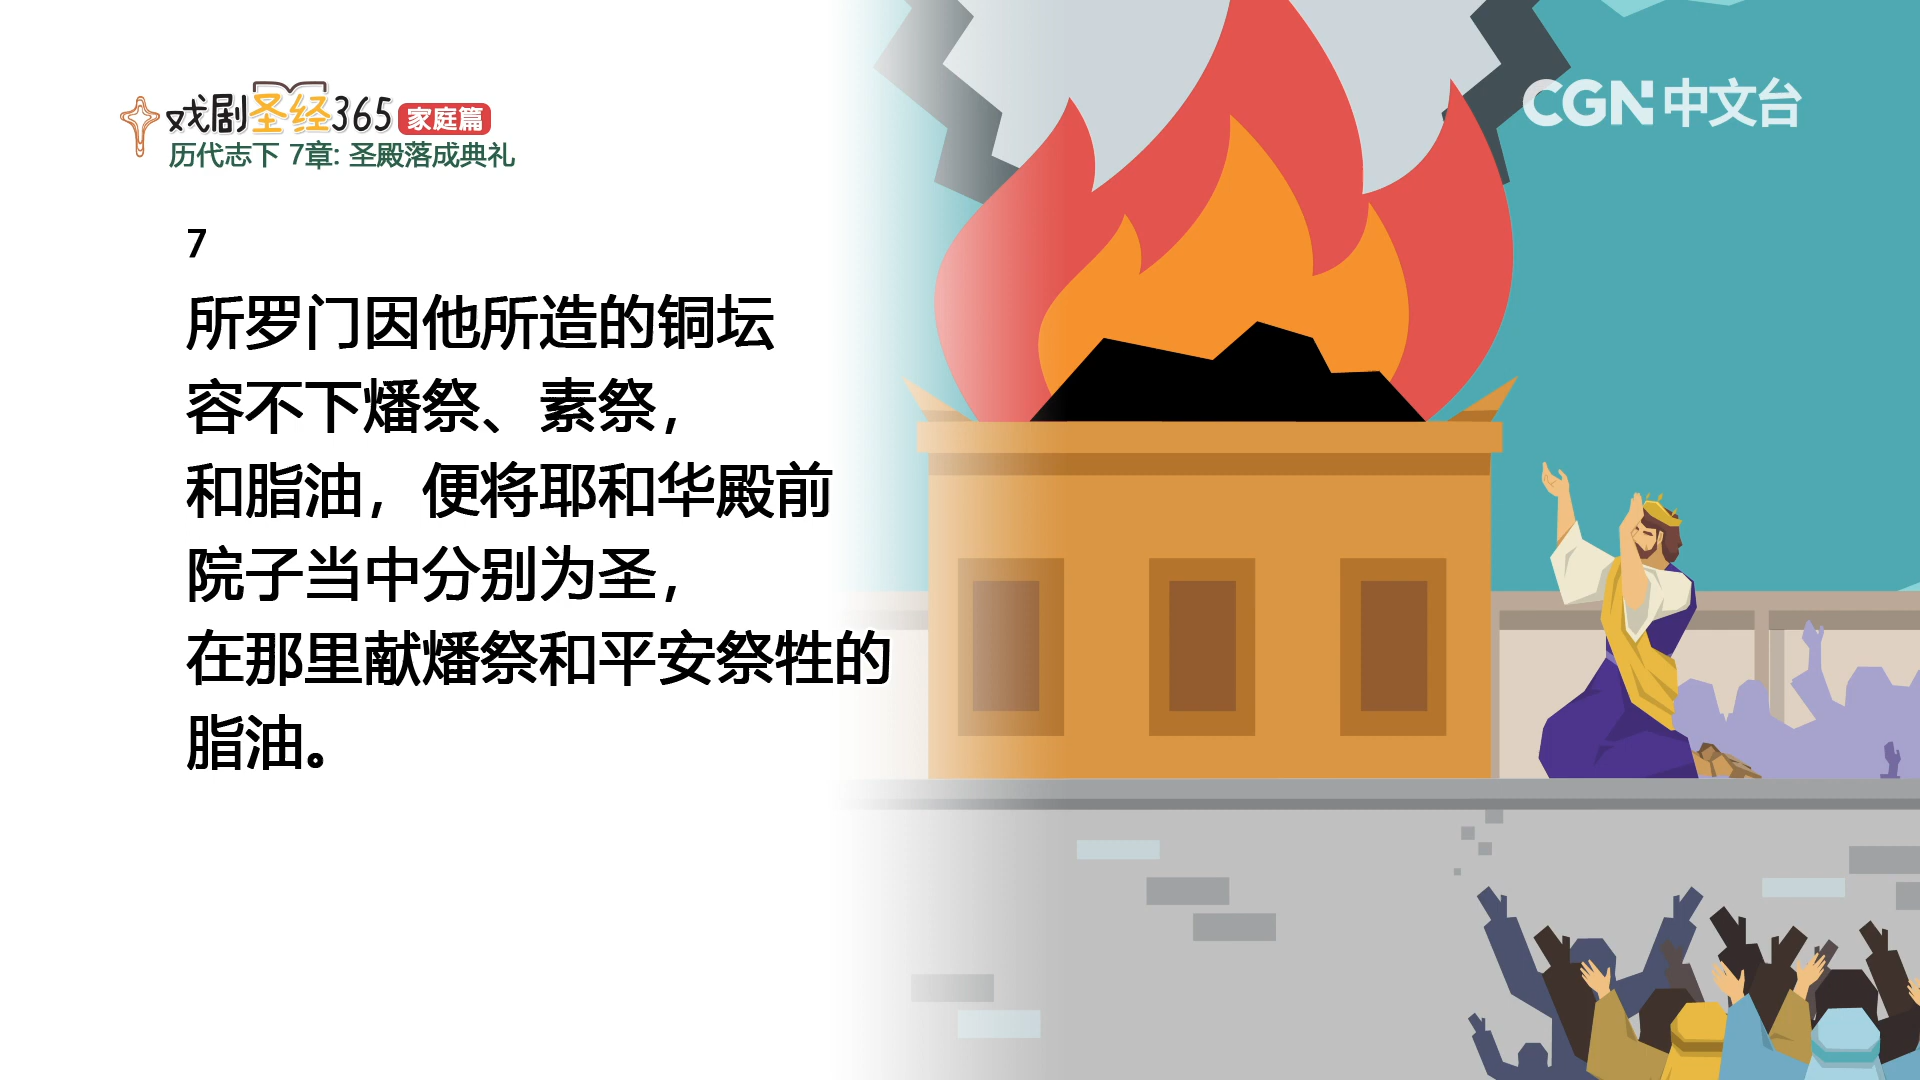 戏剧圣经365 家庭篇
历代志下 7章: 圣殿落成典礼
CGN 中文台
7
所罗门因他所造的铜坛
容不下燔祭、素祭，
和脂油，便将耶和华殿前
院子当中分别为圣，
在那里献燔祭和平安祭牲的
脂油。